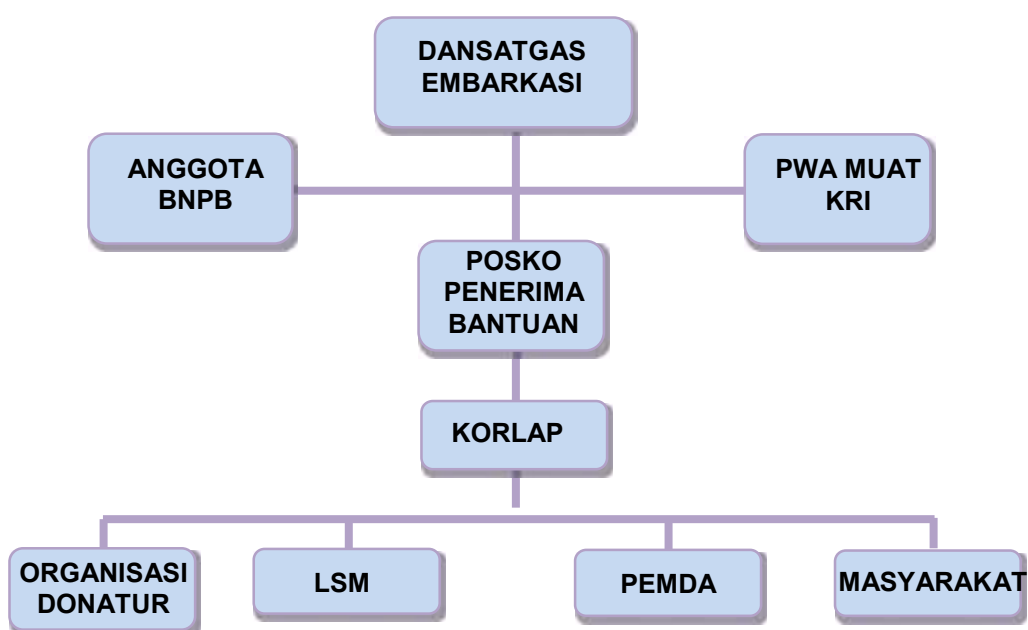 DANSATGAS
EMBARKASI
ANGGOTA
BNPB
PWA MUAT
KRI
POSKO
PENERIMA
BANTUAN
KORLAP
ORGANISASI
DONATUR
LSM
PEMDA
MASYARAKAT